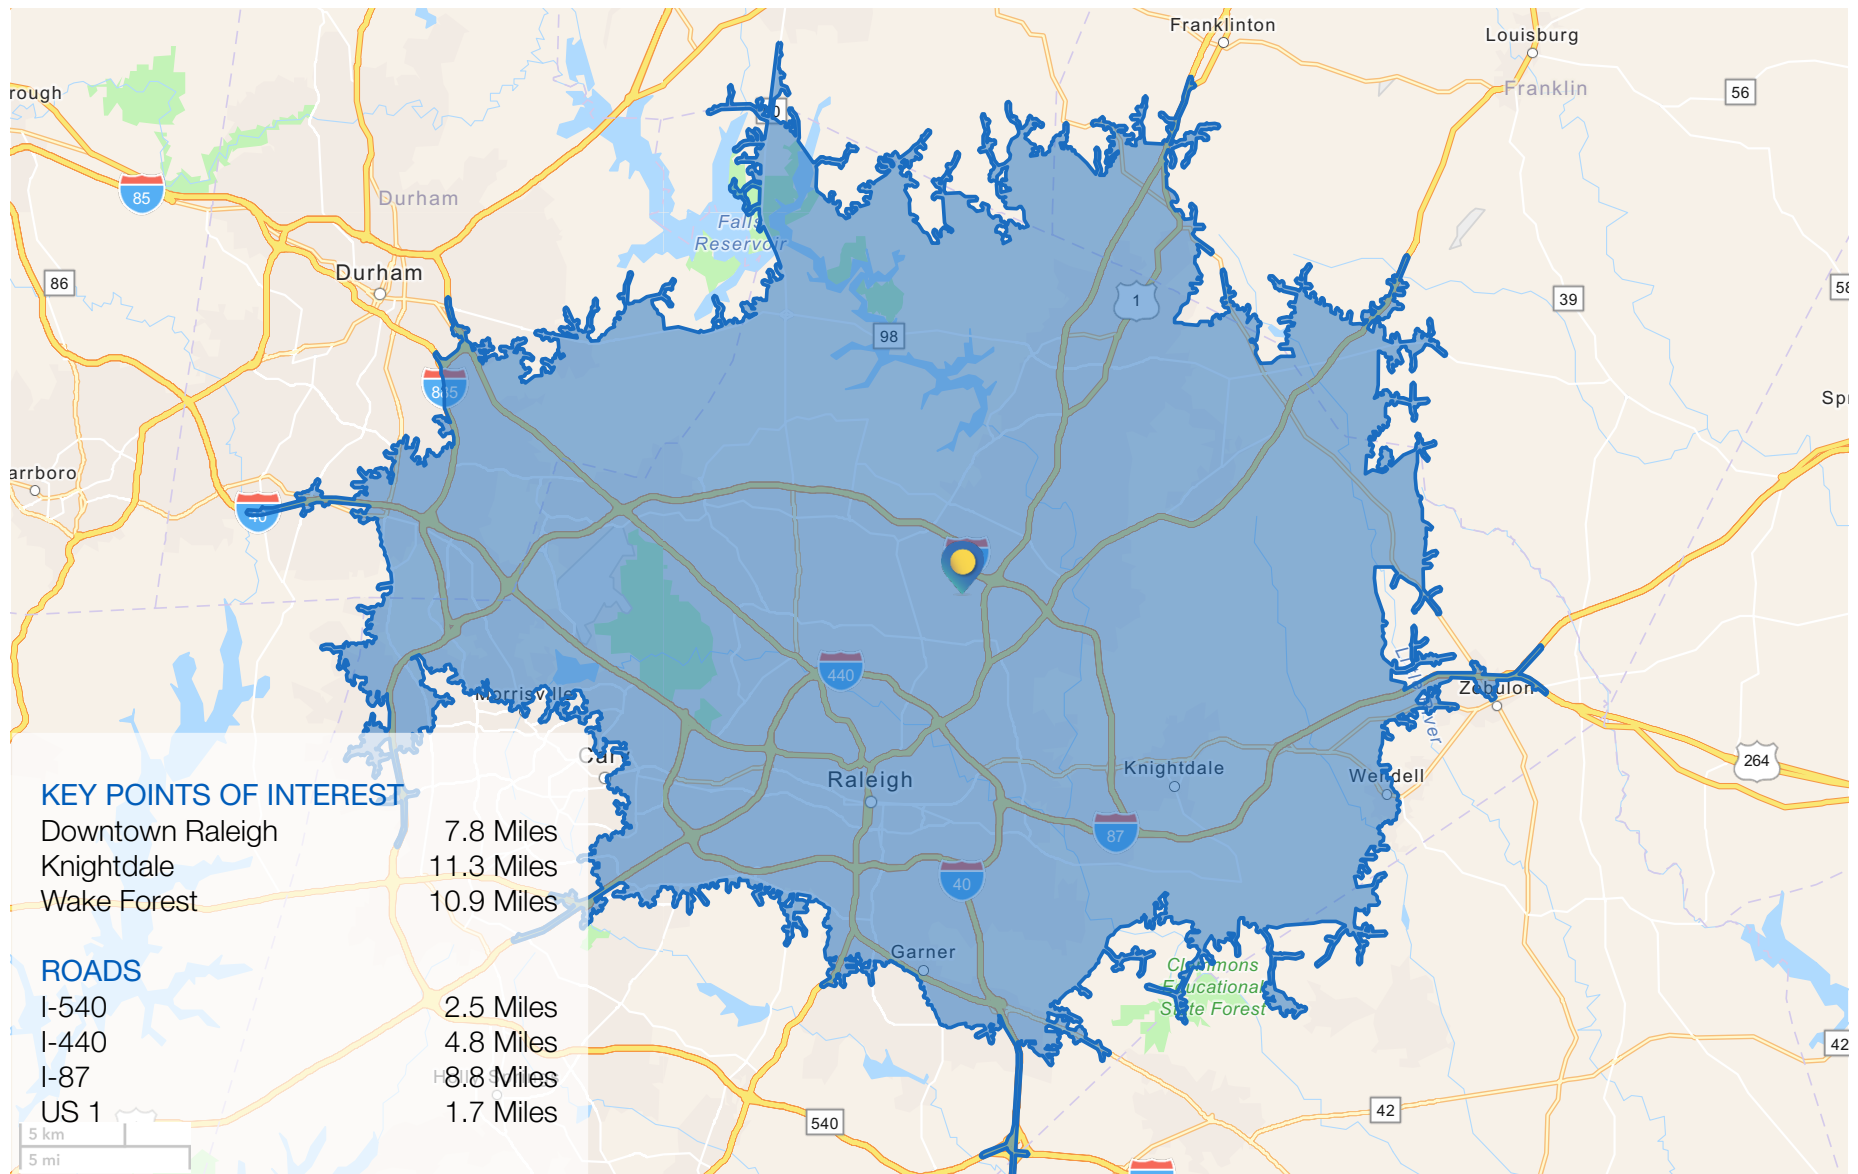 Franklinton
Louisburg
rough
56
Franklin
85
Durham
Falls
Reservoir
Durham
86
39
1
98
885
arrboro
40
440
Morrisville
Zebulon
264
Raleigh
Knightdale
Wendell
87
40
Garner
Clemmons
Educational
State Forest
KEY POINTS OF INTEREST
Downtown Raleigh 7.8 Miles
Knightdale 11.3 Miles
Wake Forest 10.9 Miles
ROADS
I-540 2.5 Miles
I-440 4.8 Miles
I-87 8.8 Miles
US 1 1.7 Miles
42
42
540
5 km
5 mi